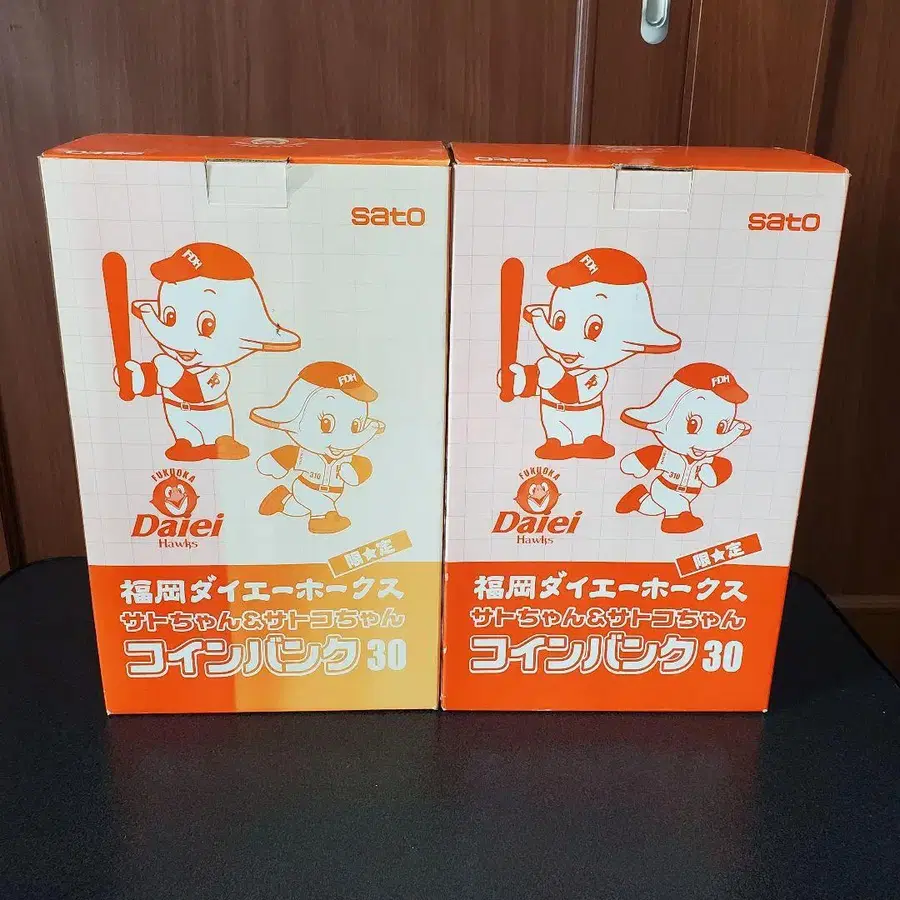 sato
FDH
FDH
310
FUKUOKA
Daiei
Hawks
限★定
福岡ダイエーホークス
サトちゃん&サトコちゃん
コインバンク30
sato
FDH
FDH
310
FUKUOKA
Daiei
Hawks
限★定
福岡ダイエーホークス
サトちゃん&サトコちゃん
コインバンク30